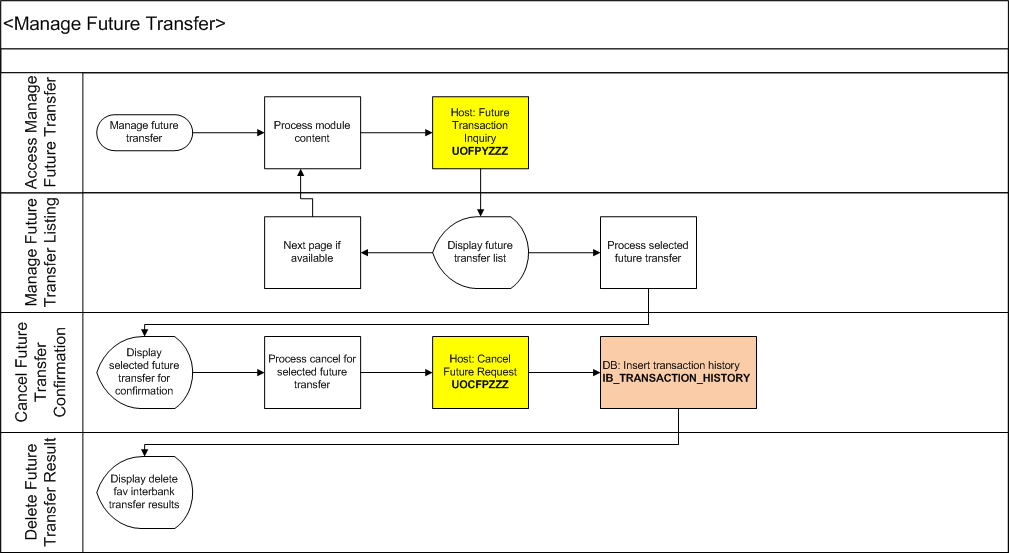 <Manage Future Transfer>
Access Manage
Future Transfer
Manage future
transfer
Process module
content
Host: Future
Transaction
Inquiry
UOFPYZZZ
Manage Future
Transfer Listing
Next page if
available
Display future
transfer list
Process selected
future transfer
Cancel Future
Transfer
Confirmation
Display
selected future
transfer for
confirmation
Process cancel for
selected future
transfer
Host: Cancel
Future Request
UOCFPZZZ
DB: Insert transaction history
IB_TRANSACTION_HISTORY
Delete Future
Transfer Result
Display delete
fav interbank
transfer results